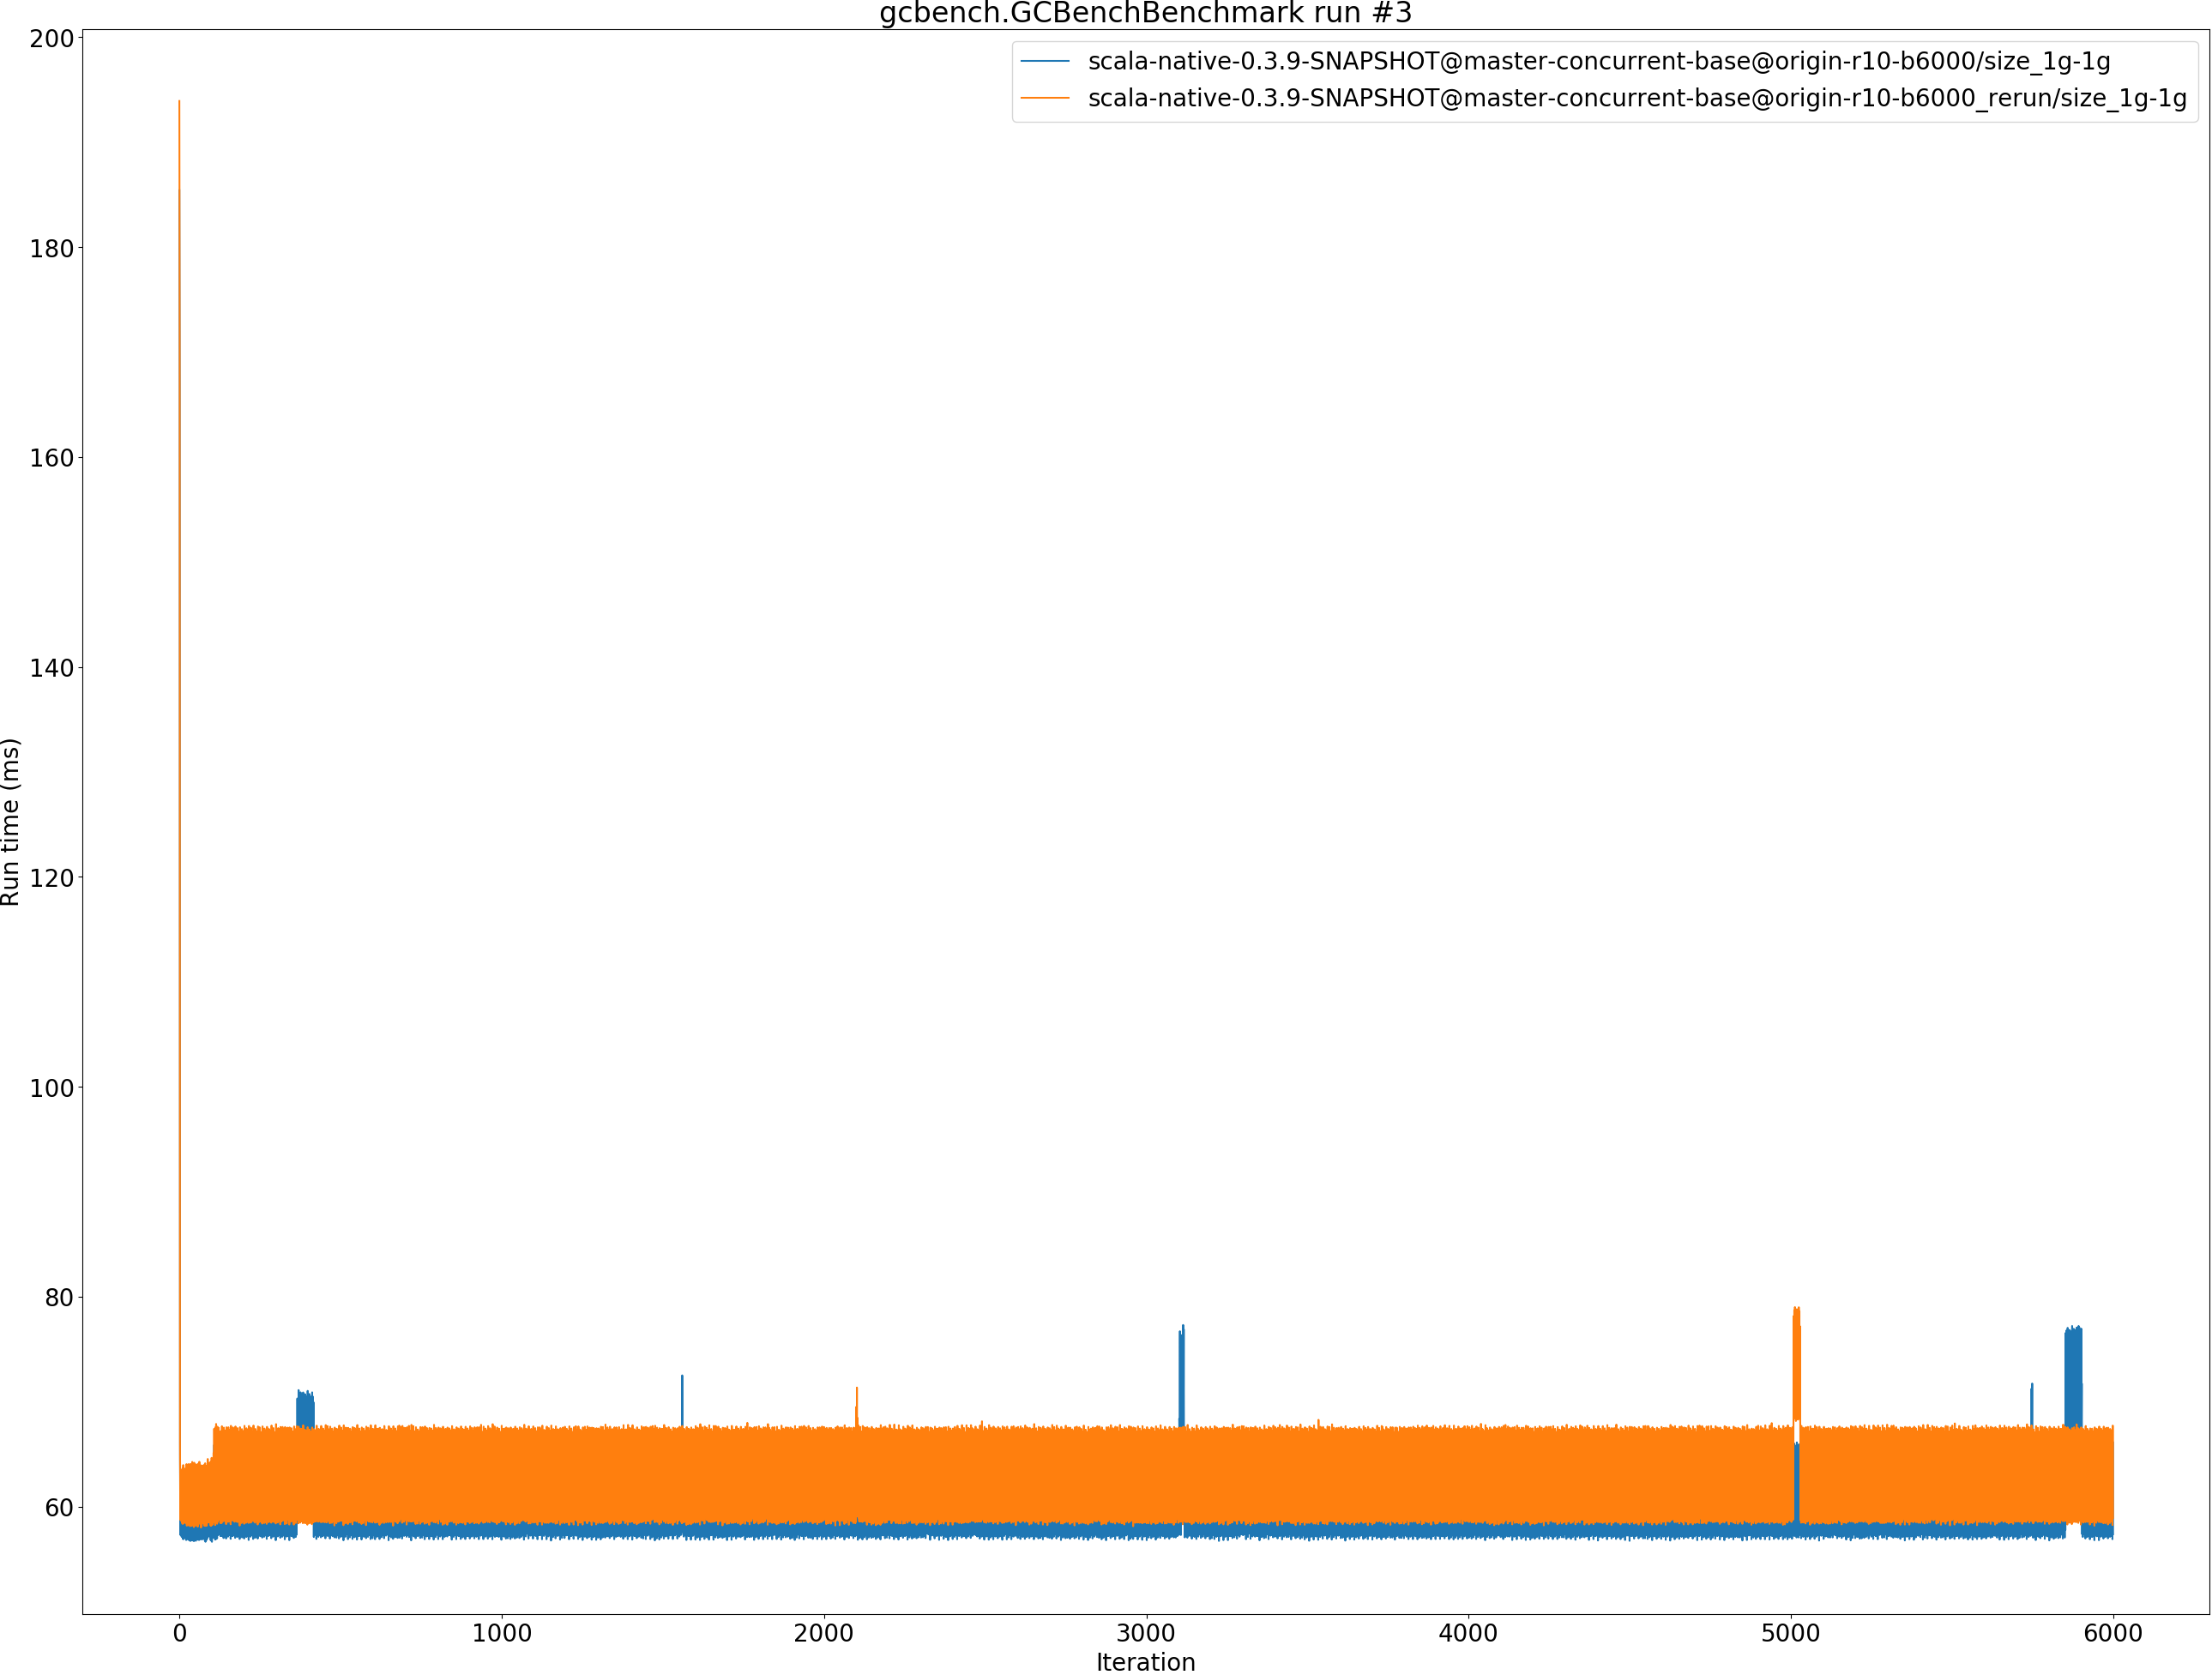 gcbench.GCBenchBenchmark run #3
scala-native-0.3.9-SNAPSHOT@master-concurrent-base@origin-r10-b6000/size_1g-1g
scala-native-0.3.9-SNAPSHOT@master-concurrent-base@origin-r10-b6000_rerun/size_1g-1g
200
180
160
140
120
100
80
60
Run time (ms)
0 1000 2000 3000 4000 5000 6000
Iteration